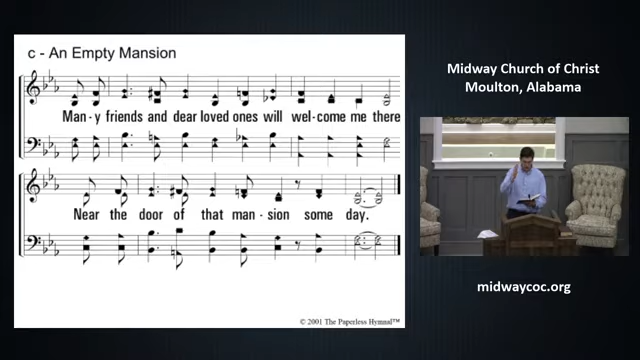 c - An Empty Mansion
Man - y friends and dear loved ones will wel - come me there
Near the door of that man - sion some day.
© 2001 The Paperless Hymnal™
Midway Church of Christ
Moulton, Alabama
midwaycoc.org